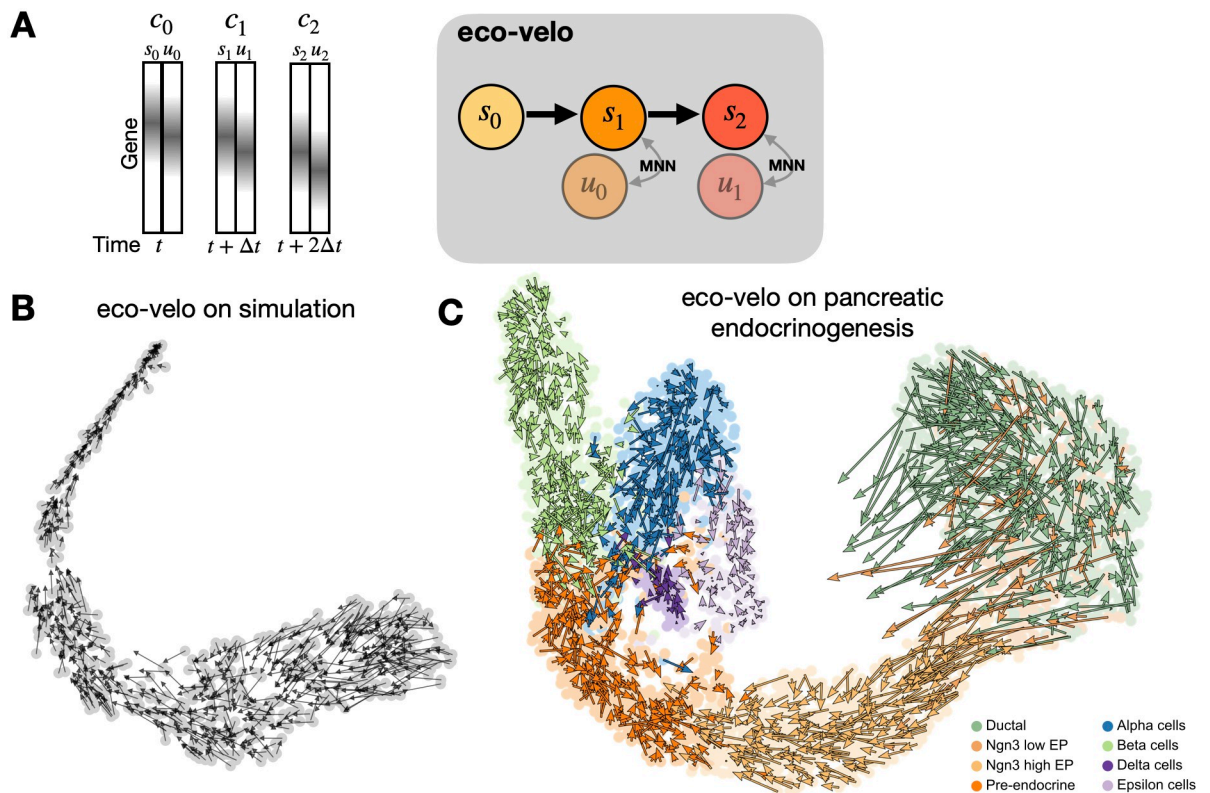 A
c0 c1 c2
s0 u0 s1 u1 s2 u2
Gene
Time t t + Δt t + 2Δt
eco-velo
s0 s1 s2
MNN MNN
u0 u1
B
eco-velo on simulation
C
eco-velo on pancreatic
endocrinogenesis
Ductal
Ngn3 low EP
Ngn3 high EP
Pre-endocrine
Alpha cells
Beta cells
Delta cells
Epsilon cells